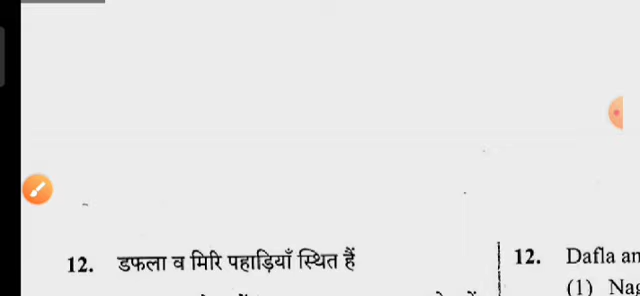 12. डफला व मिरि पहाड़ियाँ स्थित हैं
12. Dafla
(1)